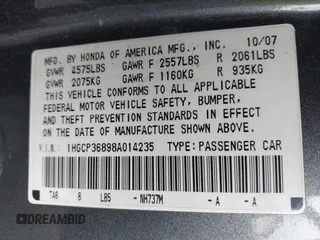 MFD. BY HONDA OF AMERICA MFG., INC. 10/07
GVWR 4575LBS GAWR F 2557LBS R 2061LBS
GVWR 2075KG GAWR F 1160KG R 935KG
THIS VEHICLE CONFORMS TO ALL APPLICABLE
FEDERAL MOTOR VEHICLE SAFETY, BUMPER,
AND THEFT PREVENTION STANDARDS IN EFFECT
ON THE DATE OF MANUFACTURE SHOWN ABOVE.
V.I.N.: 1HGCP36898A014235 TYPE: PASSENGER CAR
TA8 0 L05 - NH737M - A - A
DREAMBID